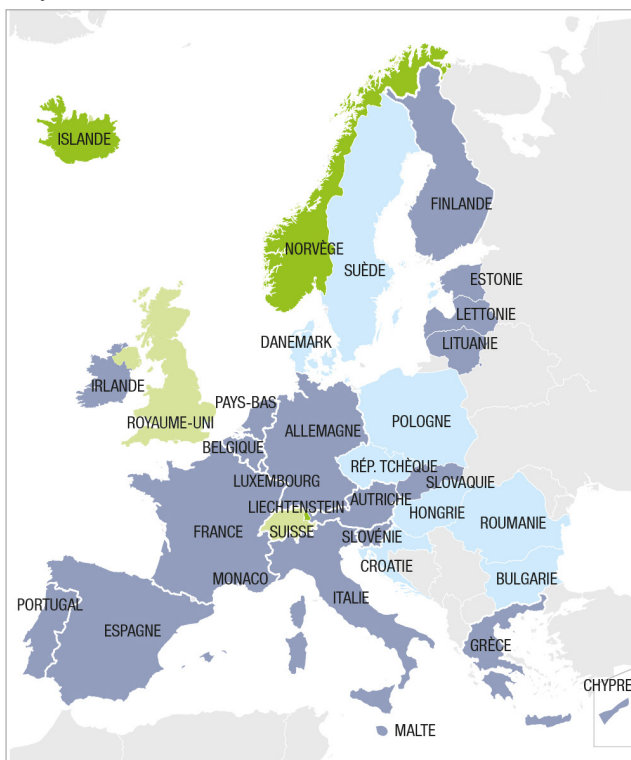 ISLANDE
FINLANDE
NORVÈGE
SUÈDE
ESTONIE
LETTONIE
DANEMARK
LITUANIE
IRLANDE
PAYS-BAS
ROYAUME-UNI
ALLEMAGNE
POLOGNE
BELGIQUE
RÉP. TCHÈQUE
LUXEMBOURG
SLOVAQUIE
AUTRICHE
LIECHTENSTEIN
HONGRIE
FRANCE
SUISSE
SLOVÉNIE
ROUMANIE
CROATIE
MONACO
BULGARIE
PORTUGAL
ITALIE
ESPAGNE
GRÈCE
CHYPRE
MALTE